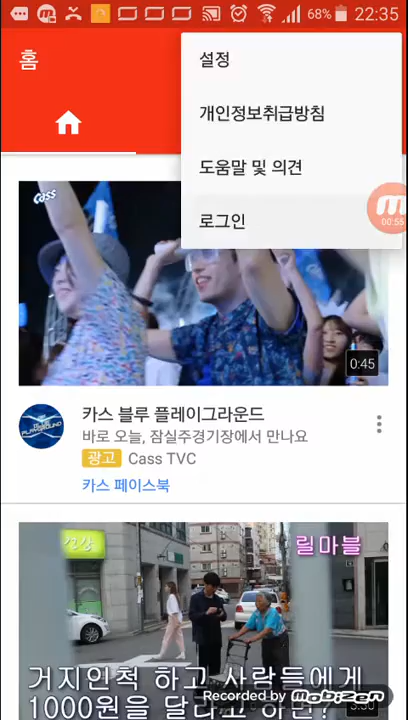 68% 22:35
홈
설정
개인정보취급방침
도움말 및 의견
로그인
00:55
Cass
0:45
카스 블루 플레이그라운드
바로 오늘, 잠실주경기장에서 만나요
광고 Cass TVC
카스 페이스북
릴마블
거지인척 하고 사람들에게
1000원을 달라고 하면?
Recorded by mobizen